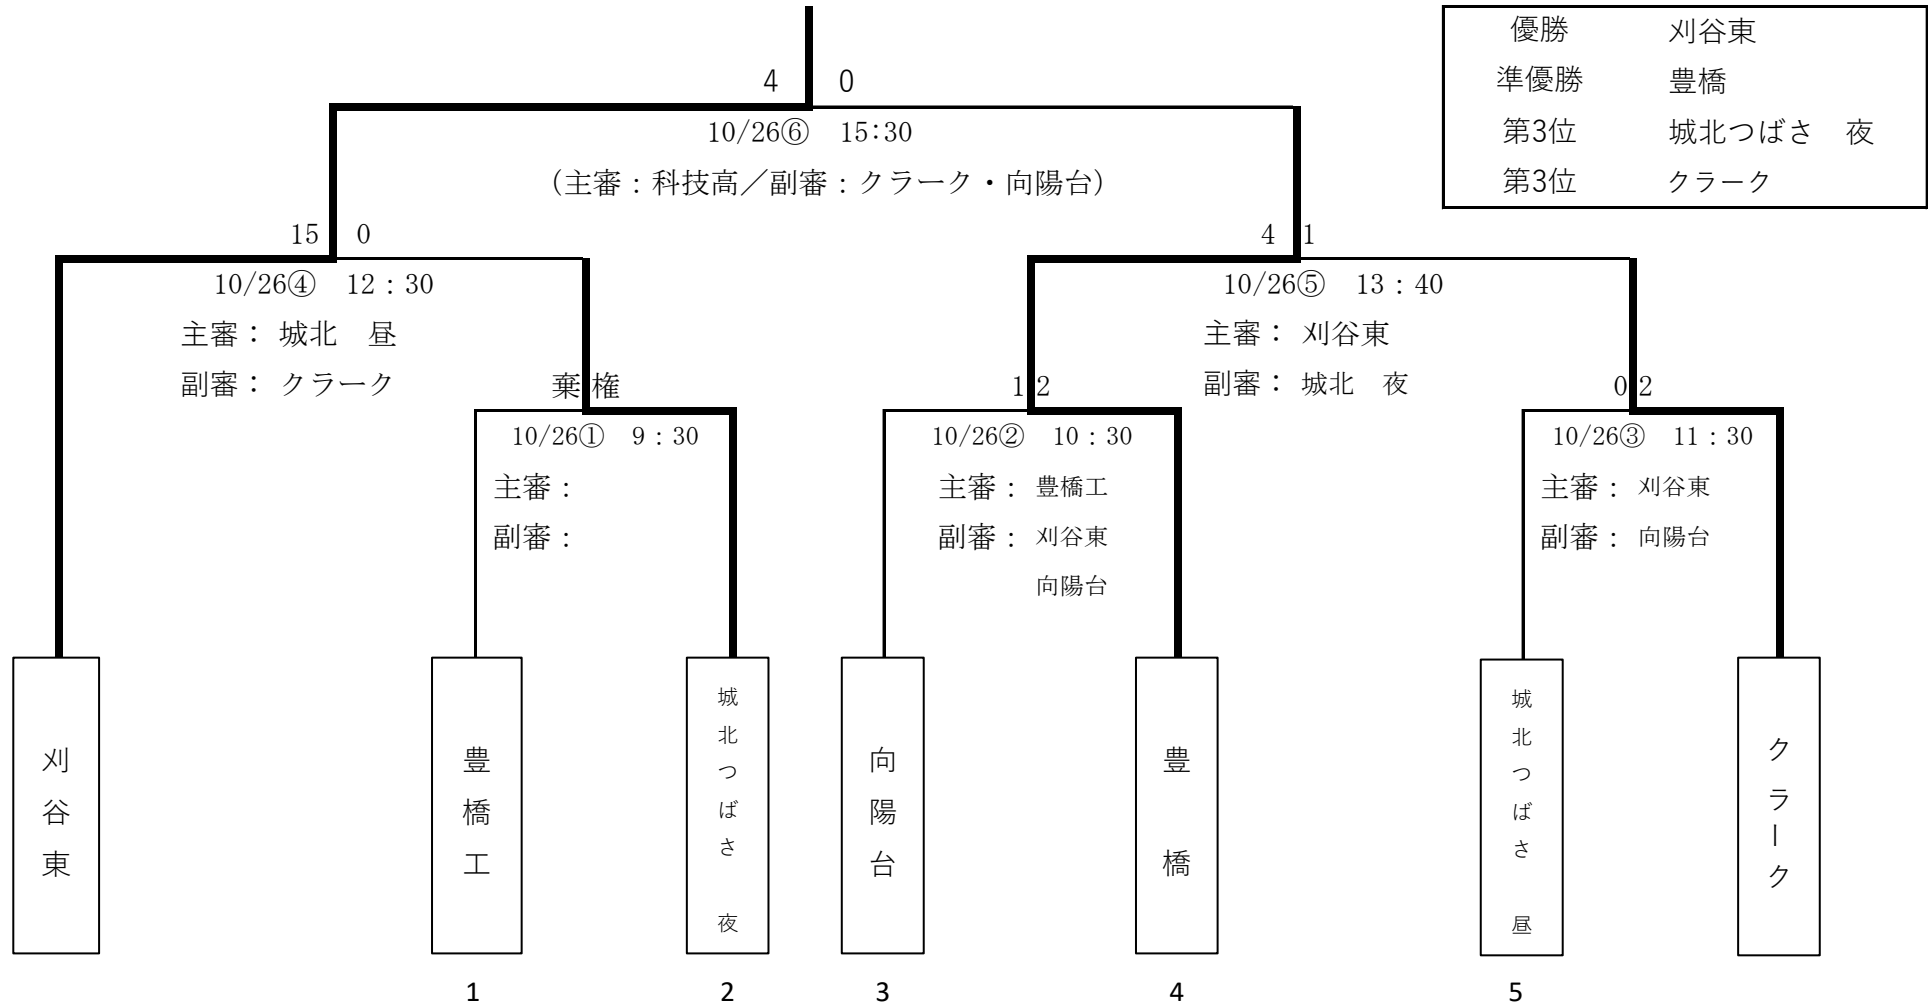 優勝　刈谷東
準優勝　豊橋
第3位　城北つばさ　夜
第3位　クラーク
4　0
10/26⑥　15:30
（主審：科技高／副審：クラーク・向陽台）
15　0
10/26④　12：30
主審： 城北　昼
副審： クラーク
4　1
10/26⑤　13：40
主審： 刈谷東
副審： 城北　夜
棄権
10/26①　9：30
主審：
副審：
1 2
10/26②　10：30
主審： 豊橋工
副審： 刈谷東
向陽台
0 2
10/26③　11：30
主審： 刈谷東
副審： 向陽台
刈谷東
豊橋工
城北つばさ　夜
向陽台
豊　橋
城北つばさ　昼
クラーク
1　2　3　4　5